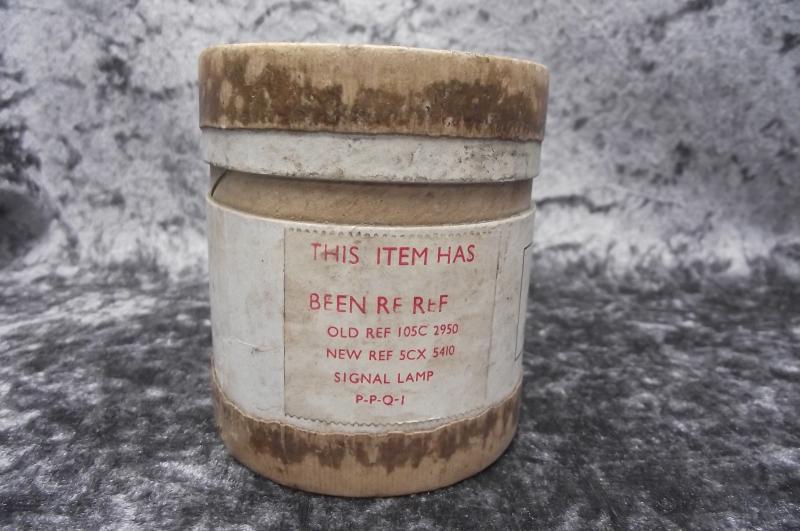 THIS ITEM HAS
BEEN RE REF
OLD REF 105C 2950
NEW REF 5CX 5410
SIGNAL LAMP
P-P-Q-1